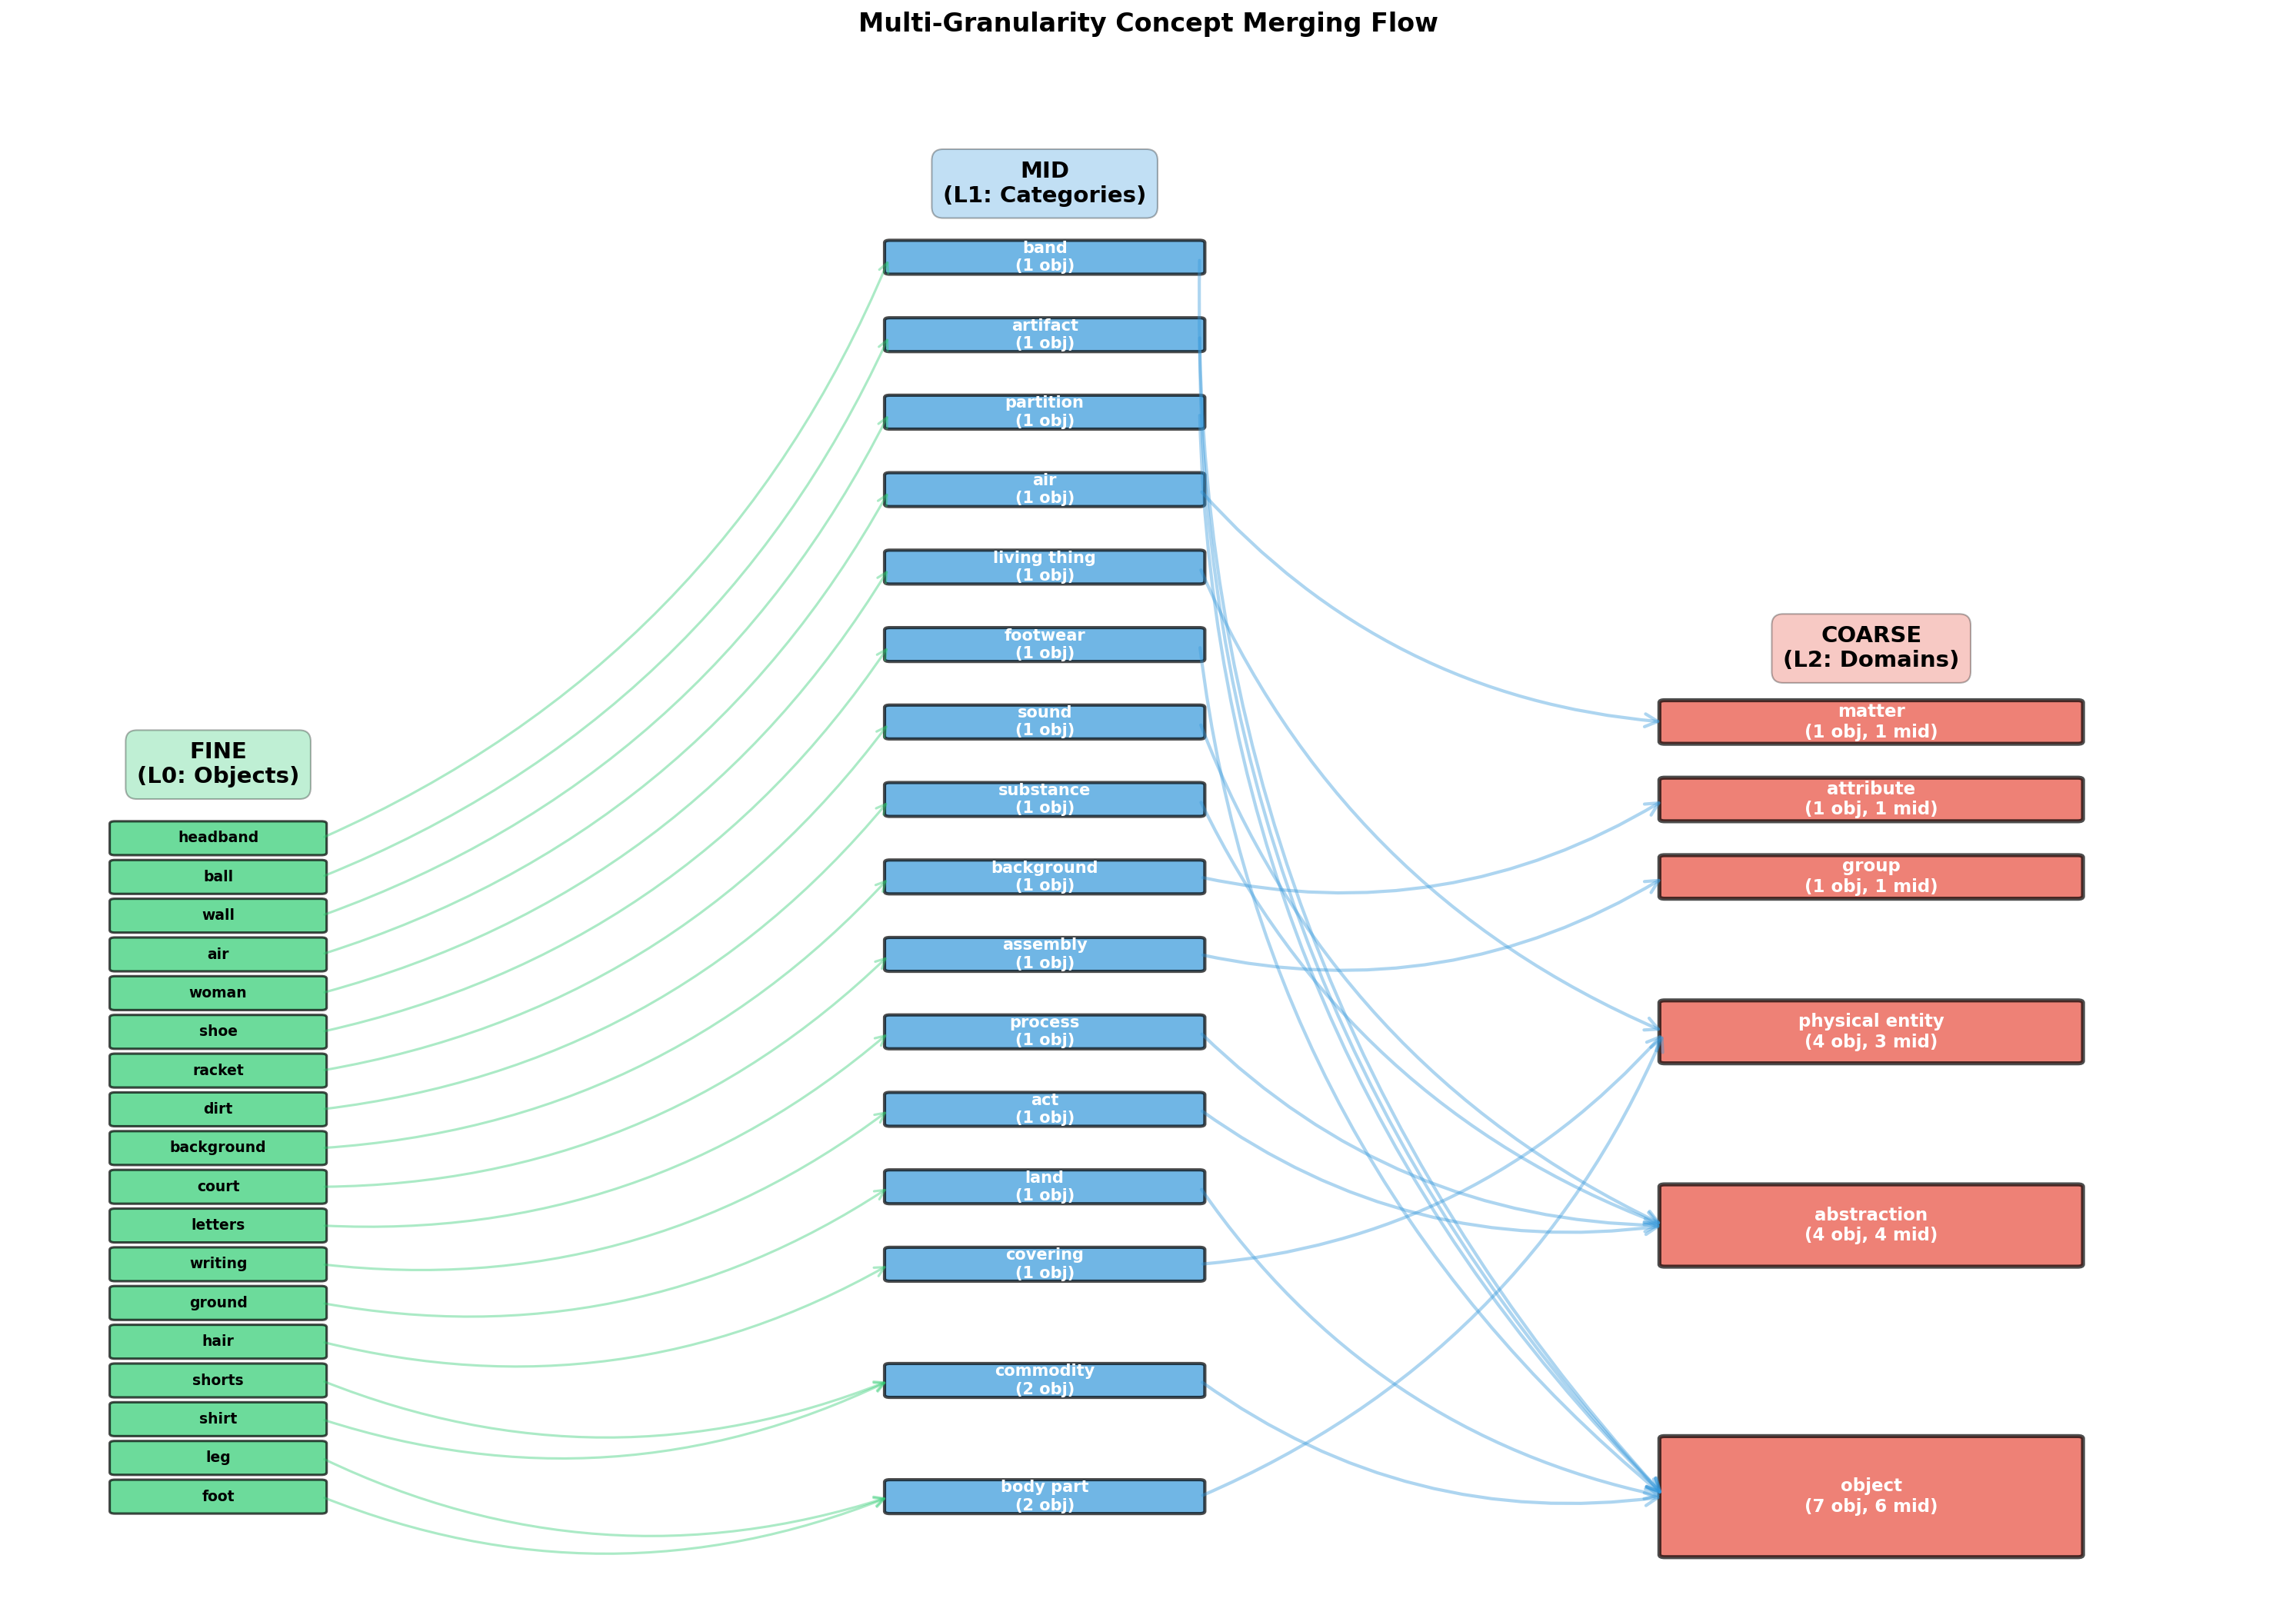 Multi-Granularity Concept Merging Flow
FINE
(L0: Objects)
headband
ball
wall
air
woman
shoe
racket
dirt
background
court
letters
writing
ground
hair
shorts
shirt
leg
foot
MID
(L1: Categories)
band
(1 obj)
artifact
(1 obj)
partition
(1 obj)
air
(1 obj)
living thing
(1 obj)
footwear
(1 obj)
sound
(1 obj)
substance
(1 obj)
background
(1 obj)
assembly
(1 obj)
process
(1 obj)
act
(1 obj)
land
(1 obj)
covering
(1 obj)
commodity
(2 obj)
body part
(2 obj)
COARSE
(L2: Domains)
matter
(1 obj, 1 mid)
attribute
(1 obj, 1 mid)
group
(1 obj, 1 mid)
physical entity
(4 obj, 3 mid)
abstraction
(4 obj, 4 mid)
object
(7 obj, 6 mid)